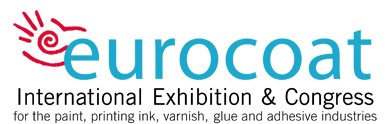 eurocoat
International Exhibition & Congress
for the paint, printing ink, varnish, glue and adhesive industries